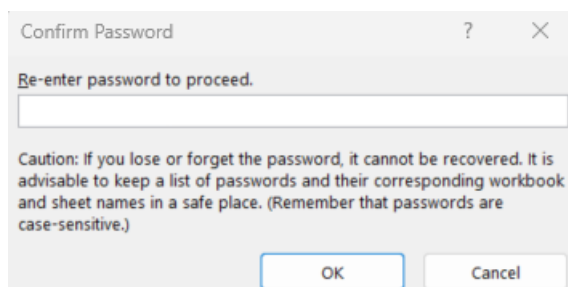 Confirm Password ?
Re-enter password to proceed.
Caution: If you lose or forget the password, it cannot be recovered. It is
advisable to keep a list of passwords and their corresponding workbook
and sheet names in a safe place. (Remember that passwords are
case-sensitive.)
OK Cancel